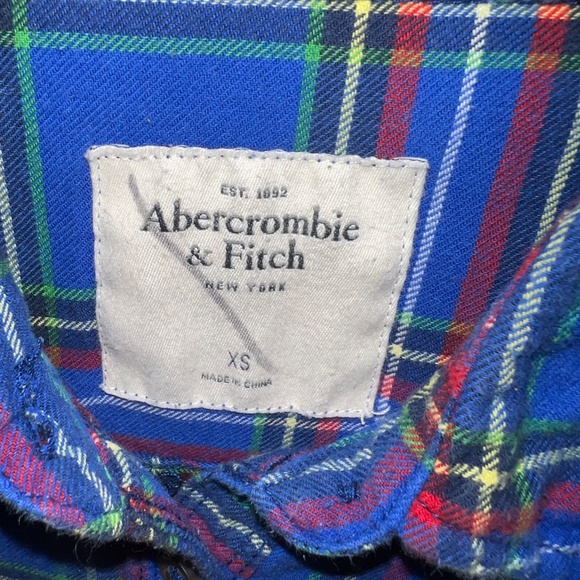 EST. 1892
Abercrombie
& Fitch
NEW YORK
XS
MADE IN CHINA